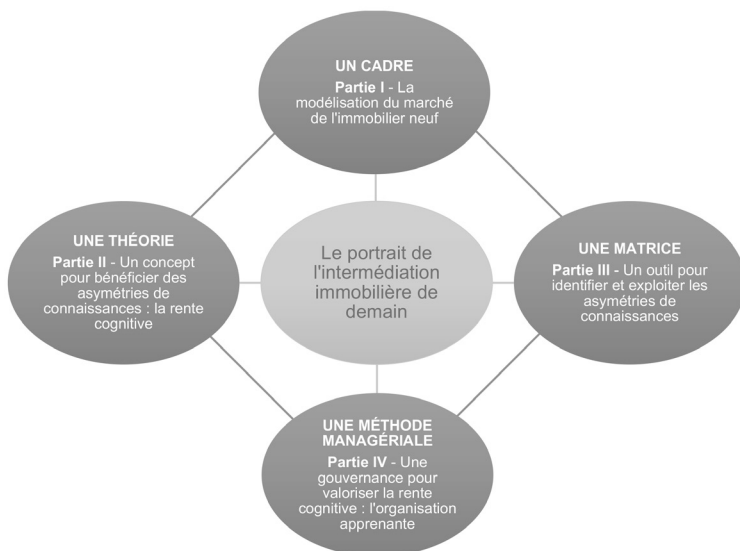 UN CADRE
Partie I - La
modélisation du marché
de l'immobilier neuf
UNE THÉORIE
Partie II - Un concept
pour bénéficier des
asymétries de
connaissances : la rente
cognitive
Le portrait de
l'intermédiation
immobilière de
demain
UNE MATRICE
Partie III - Un outil pour
identifier et exploiter les
asymétries de
connaissances
UNE MÉTHODE
MANAGÉRIALE
Partie IV - Une
gouvernance pour
valoriser la rente
cognitive : l'organisation
apprenante